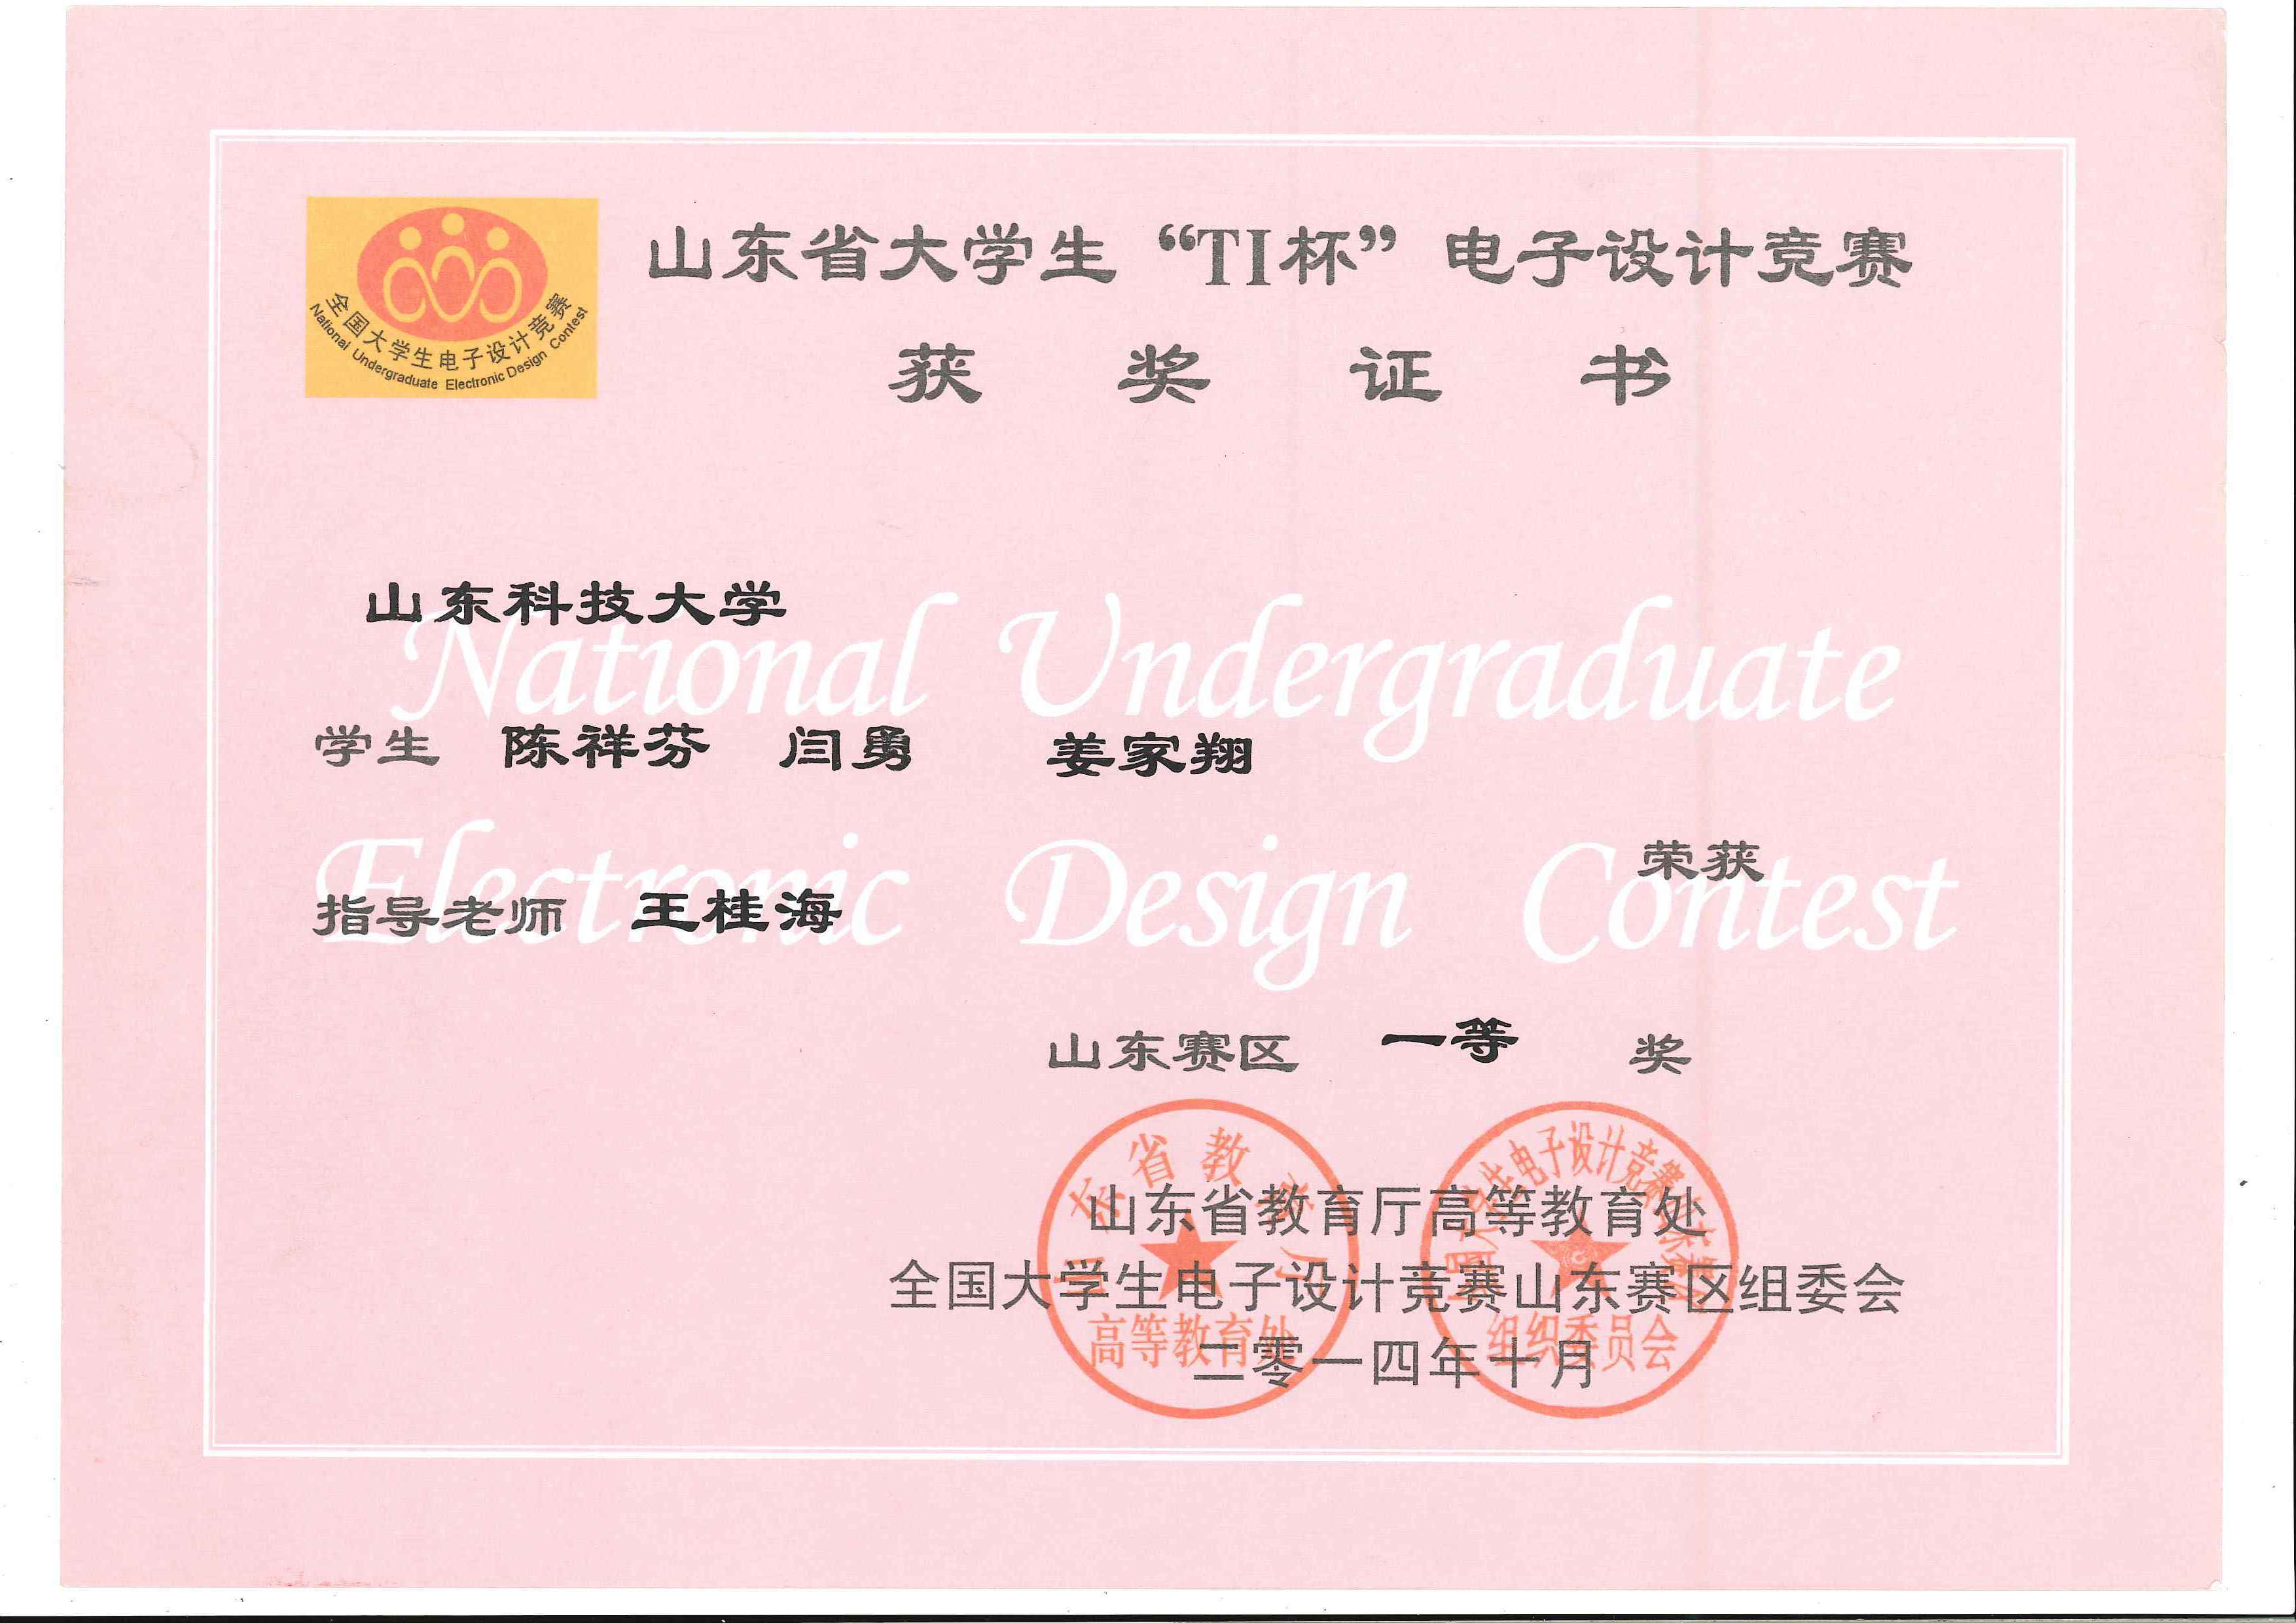 全国大学生电子设计竞赛
National Undergraduate Electronic Design Contest
山东省大学生“TI杯”电子设计竞赛
获奖证书
山东科技大学
National Undergraduate
学生 陈祥芬 闫勇 姜家翔
Electronic Design Contest
荣获
指导老师 王桂海
山东赛区 一等 奖
山东省教育厅
高等教育处
生电子设计竞赛山东赛区
组织委员会
山东省教育厅高等教育处
全国大学生电子设计竞赛山东赛区组委会
二零一四年十月